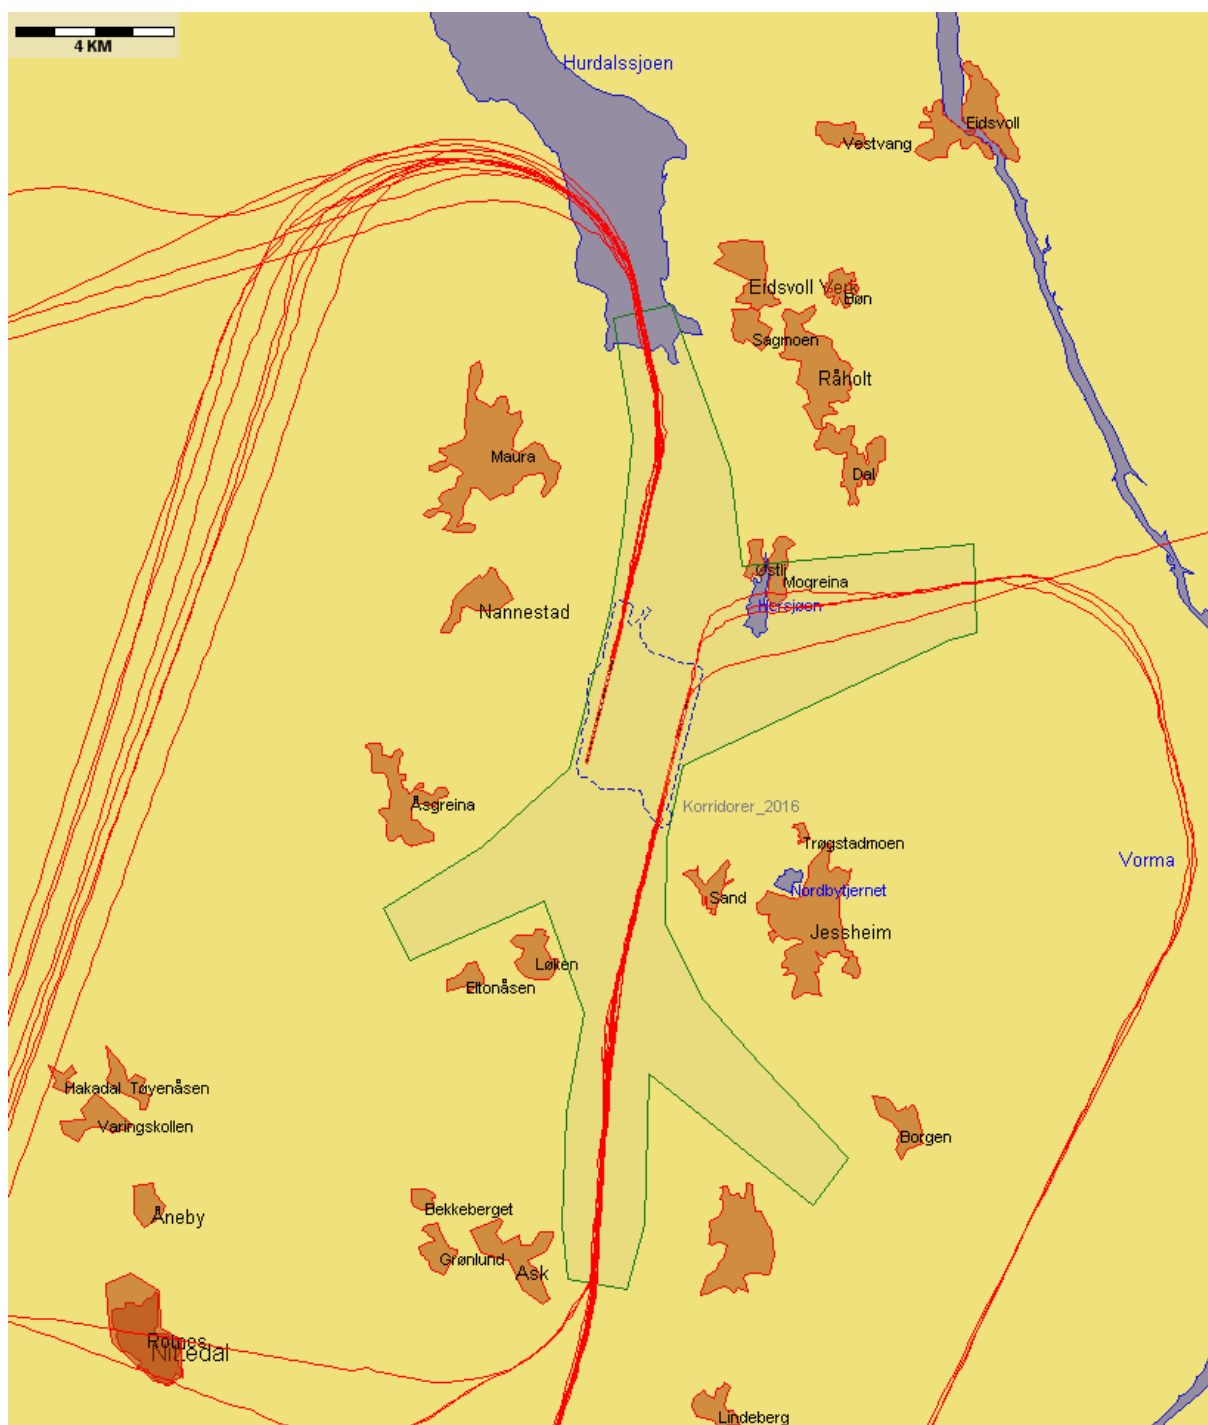 4 KM
Hurdalssjoen
Eidsvoll
Vestvang
Eidsvoll Verk
Bøn
Sagmoen
Råholt
Maura
Dal
Østli
Mogreina
Hersjøen
Nannestad
Åsgreina
Korridorer_2016
Trøgstadmoen
Vorma
Nordbytjernet
Sand
Jessheim
Løken
Eltonåsen
Hakadal
Tøyenåsen
Varingskollen
Borgen
Åneby
Bekkeberget
Grønlund
Ask
Rotnes
Nittedal
Lindeberg